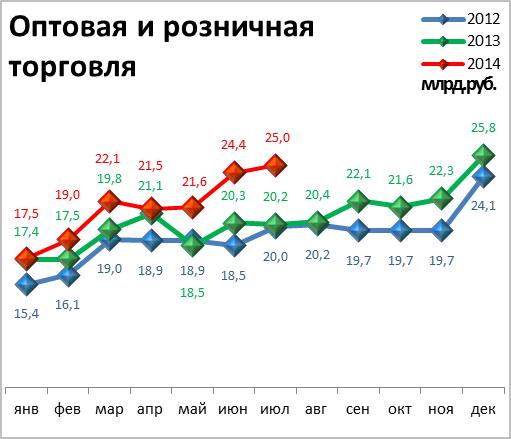 Оптовая и розничная
торговля
2012
2013
2014
млрд.руб.
25,8
24,4
25,0
22,1
21,5
21,6
22,1
21,6
22,3
19,8
21,1
20,3
20,2
20,4
24,1
17,5
19,0
17,4
17,5
19,0
18,9
18,9
18,5
20,0
20,2
19,7
19,7
19,7
15,4
16,1
18,5
янв
фев
мар
апр
май
июн
июл
авг
сен
окт
ноя
дек